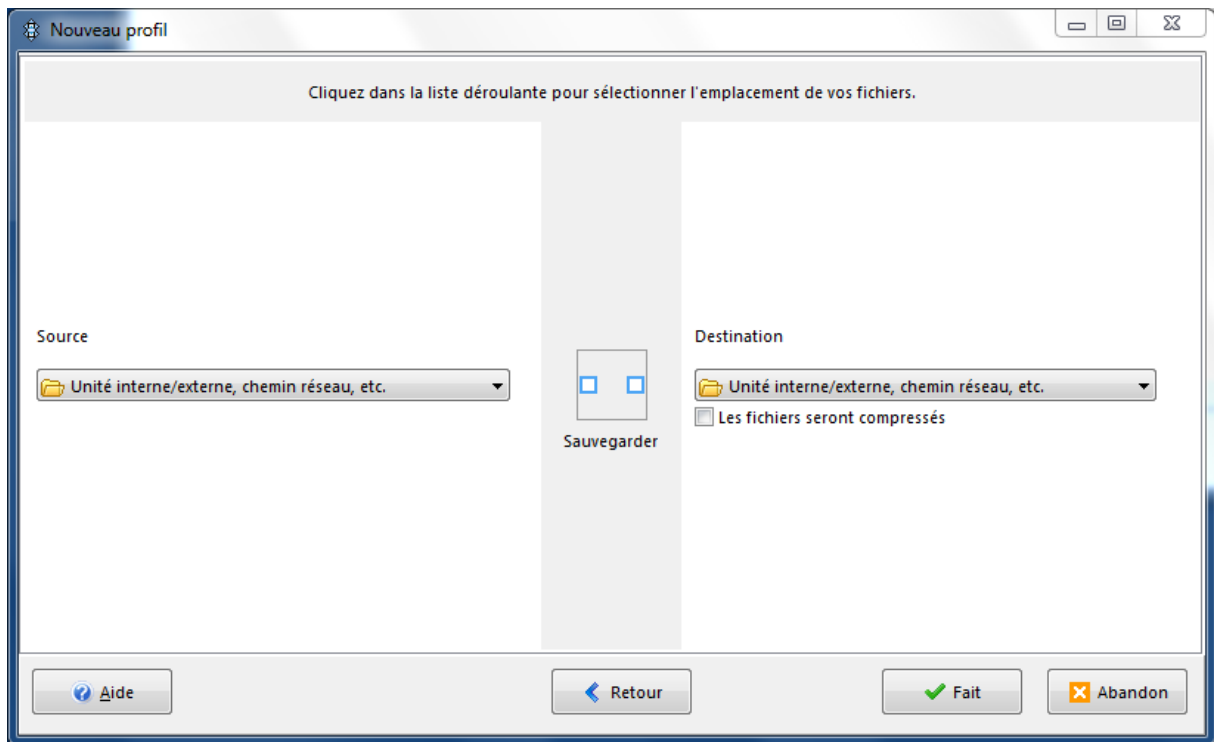 Nouveau profil
Cliquez dans la liste déroulante pour sélectionner l'emplacement de vos fichiers.
Source
Unité interne/externe, chemin réseau, etc.
Sauvegarder
Destination
Unité interne/externe, chemin réseau, etc.
Les fichiers seront compressés
Aide
Retour
Fait
Abandon